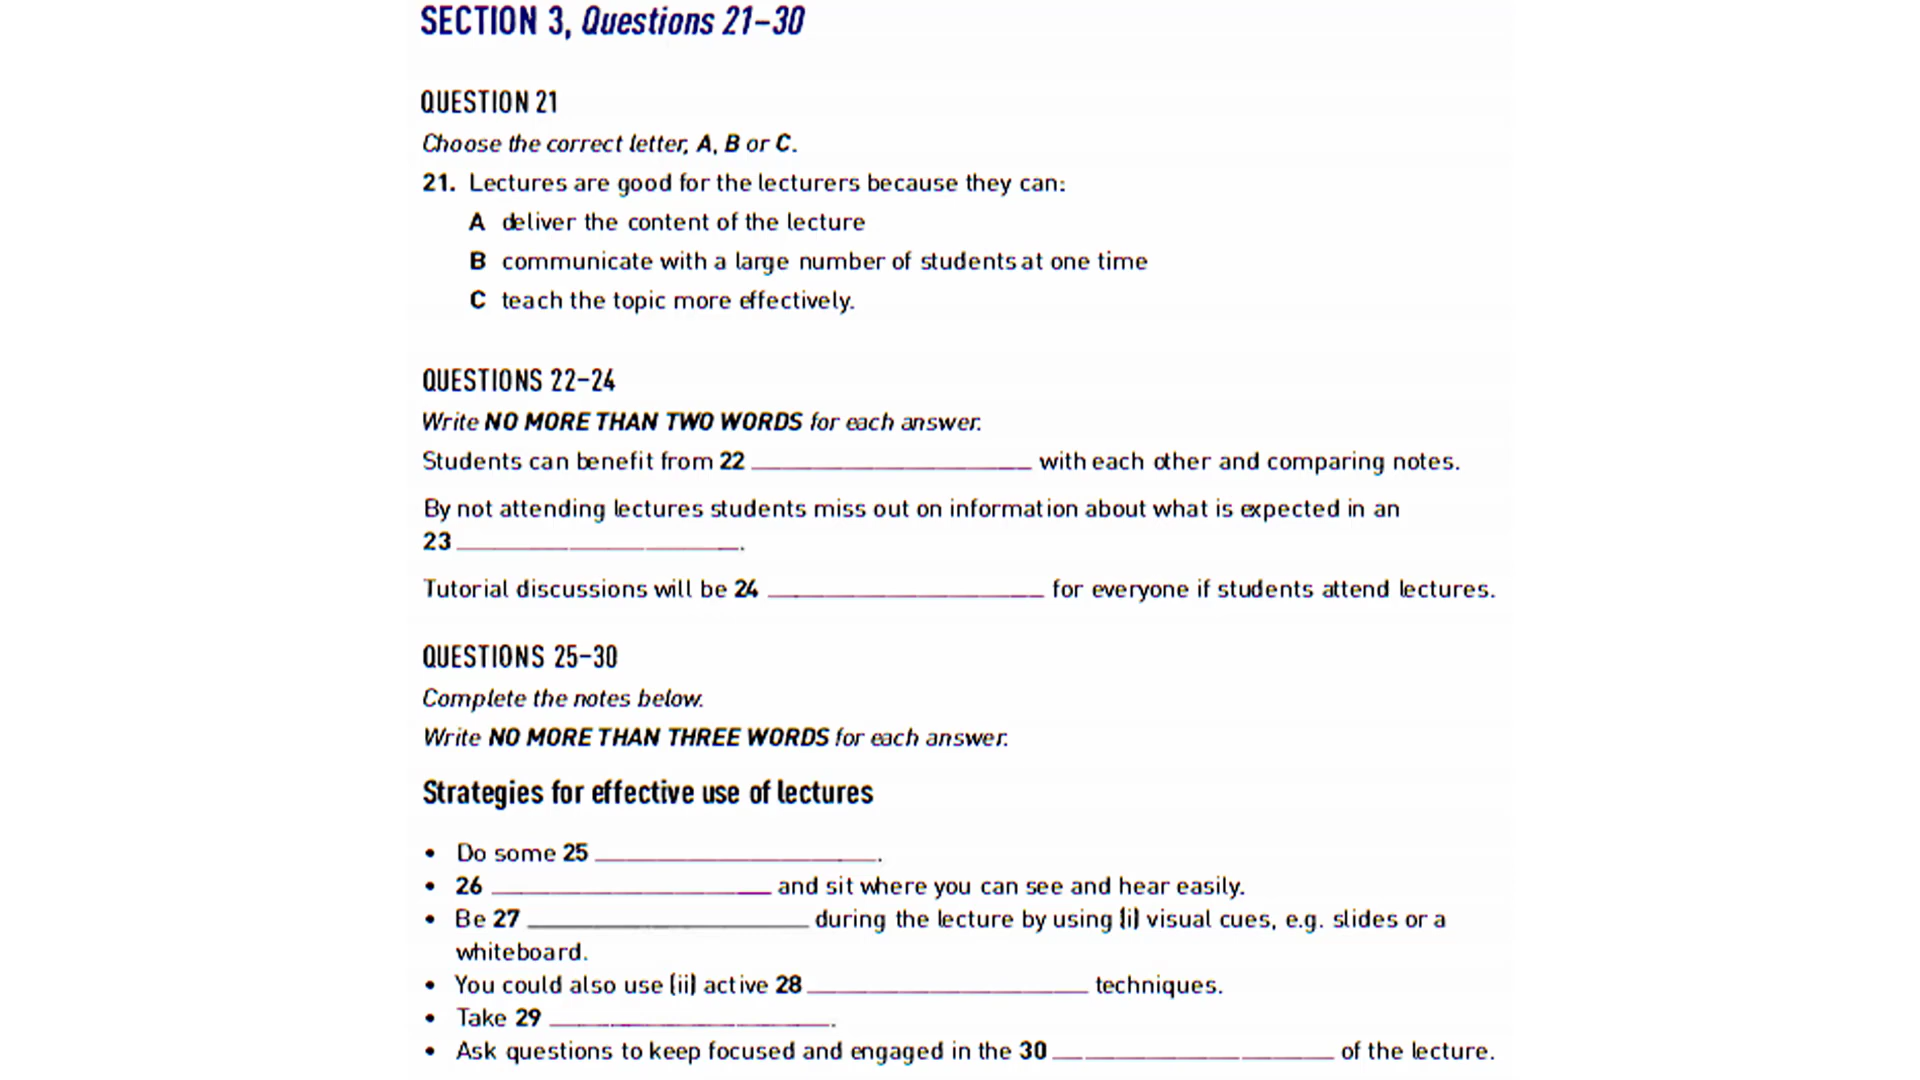 SECTION 3, Questions 21–30
QUESTION 21
Choose the correct letter, A, B or C.
21. Lectures are good for the lecturers because they can:
A deliver the content of the lecture
B communicate with a large number of students at one time
C teach the topic more effectively.
QUESTIONS 22–24
Write NO MORE THAN TWO WORDS for each answer.
Students can benefit from 22 ____________________ with each other and comparing notes.
By not attending lectures students miss out on information about what is expected in an
23 ____________________.
Tutorial discussions will be 24 ____________________ for everyone if students attend lectures.
QUESTIONS 25–30
Complete the notes below.
Write NO MORE THAN THREE WORDS for each answer.
Strategies for effective use of lectures
• Do some 25 ____________________.
• 26 ____________________ and sit where you can see and hear easily.
• Be 27 ____________________ during the lecture by using (i) visual cues, e.g. slides or a
whiteboard.
• You could also use (ii) active 28 ____________________ techniques.
• Take 29 ____________________.
• Ask questions to keep focused and engaged in the 30 ____________________ of the lecture.